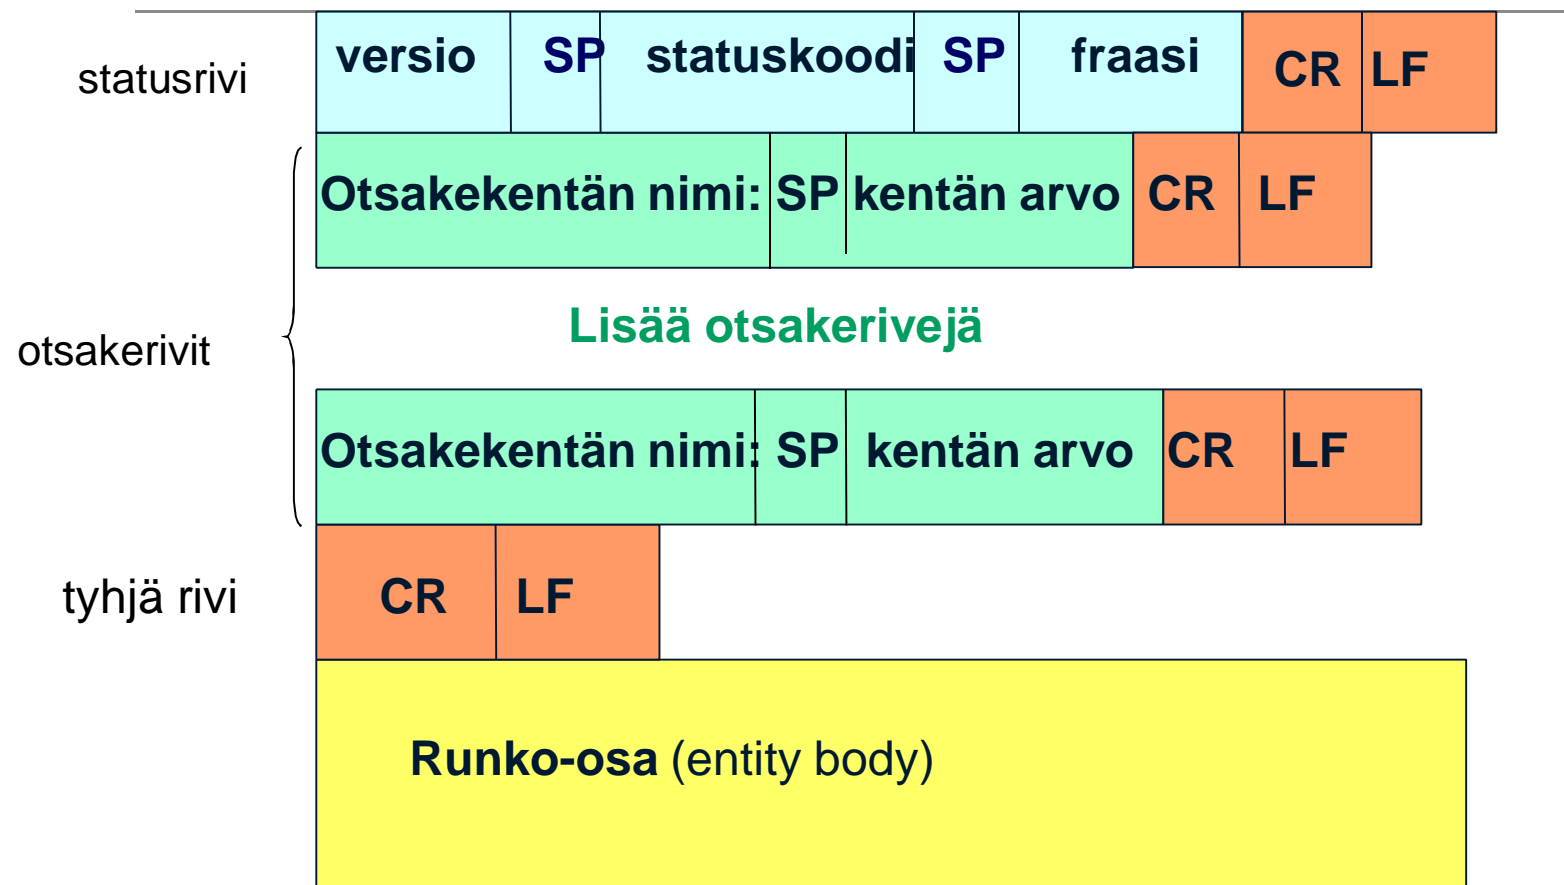 statusrivi versio SP statuskoodi SP fraasi CR LF
Otsakekentän nimi: SP kentän arvo CR LF
Lisää otsakerivejä
otsakerivit
Otsakekentän nimi: SP kentän arvo CR LF
tyhjä rivi CR LF
Runko-osa (entity body)